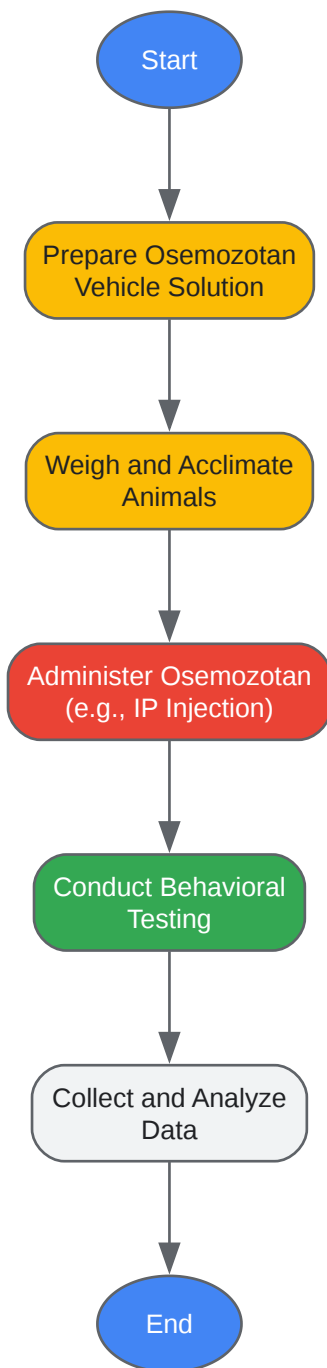 Start
Prepare Osemozotan
Vehicle Solution
Weigh and Acclimate
Animals
Administer Osemozotan
(e.g., IP Injection)
Conduct Behavioral
Testing
Collect and Analyze
Data
End